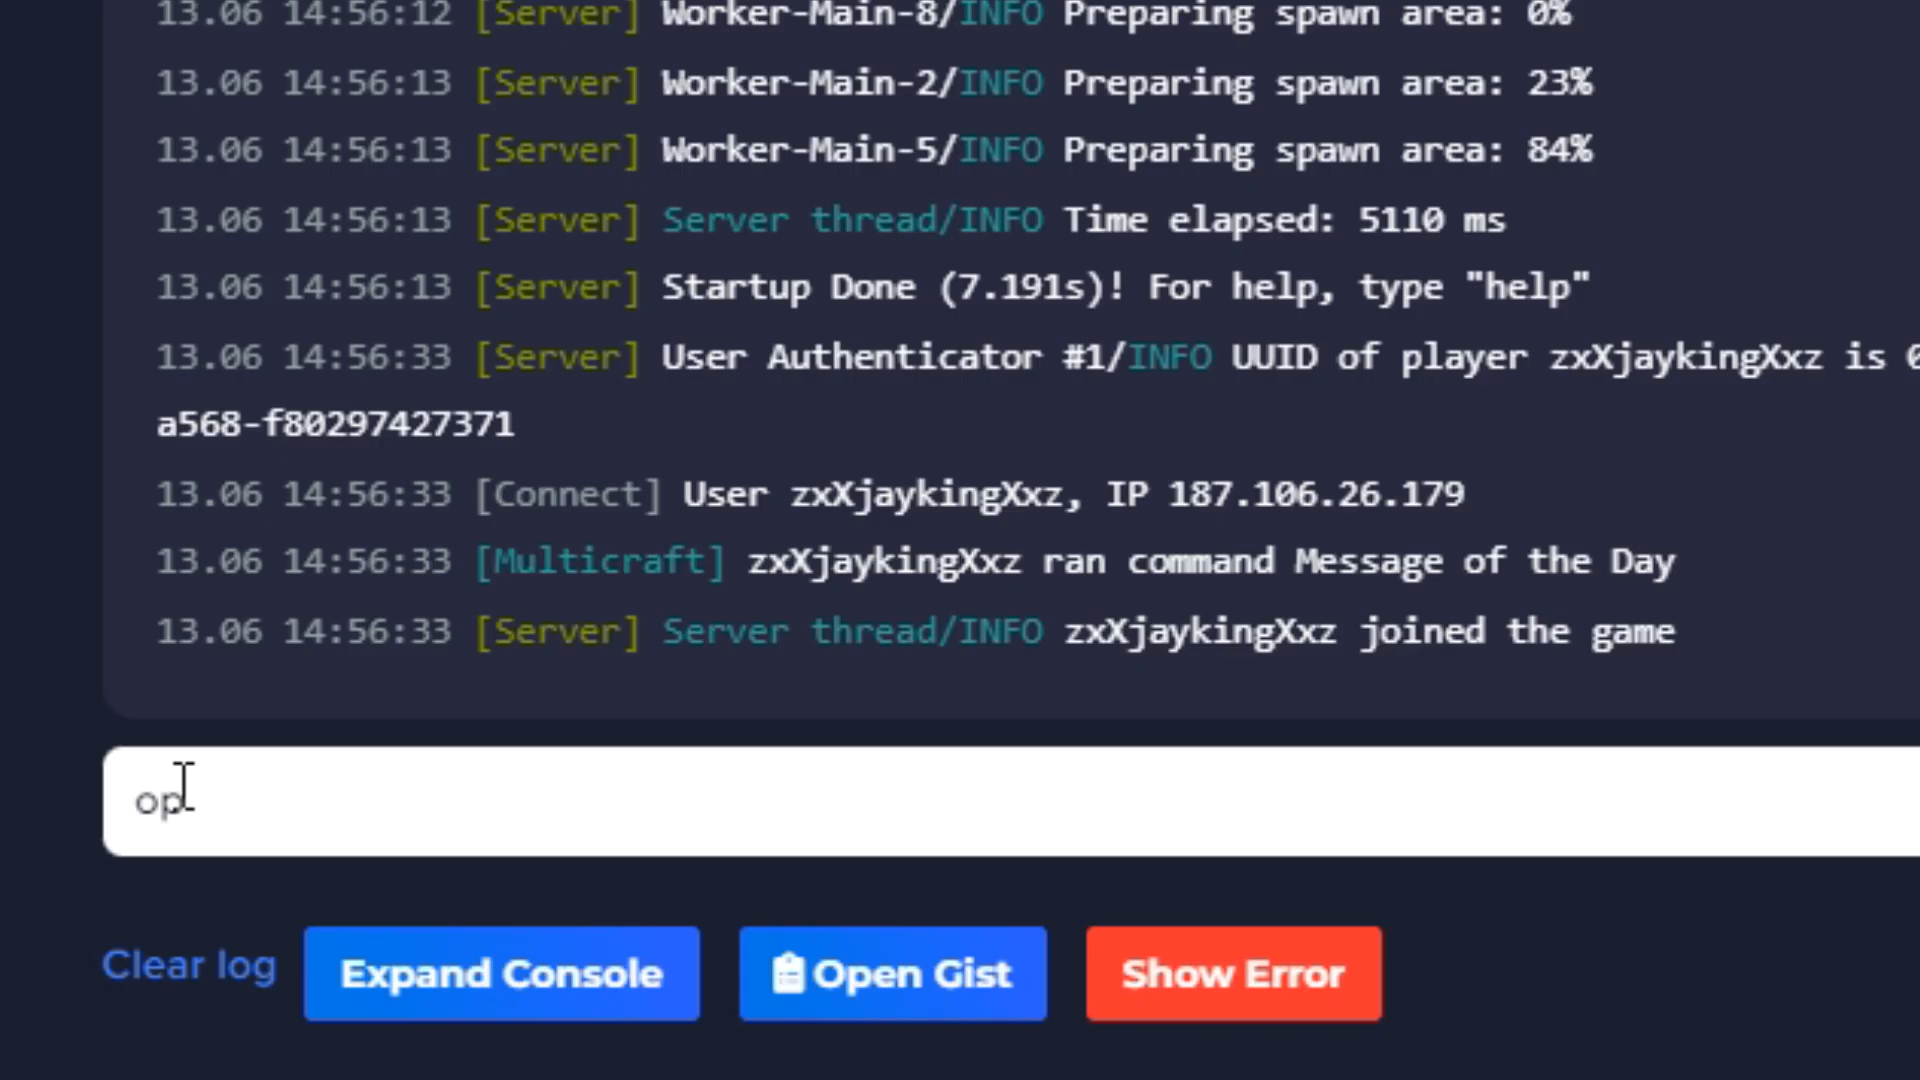 13.06 14:56:12 [Server] Worker-Main-8/INFO Preparing spawn area: 0%
13.06 14:56:13 [Server] Worker-Main-2/INFO Preparing spawn area: 23%
13.06 14:56:13 [Server] Worker-Main-5/INFO Preparing spawn area: 84%
13.06 14:56:13 [Server] Server thread/INFO Time elapsed: 5110 ms
13.06 14:56:13 [Server] Startup Done (7.191s)! For help, type "help"
13.06 14:56:33 [Server] User Authenticator #1/INFO UUID of player zxXjaykingXxz is
a568-f80297427371
13.06 14:56:33 [Connect] User zxXjaykingXxz, IP 187.106.26.179
13.06 14:56:33 [Multicraft] zxXjaykingXxz ran command Message of the Day
13.06 14:56:33 [Server] Server thread/INFO zxXjaykingXxz joined the game
op
Clear log
Expand Console
Open Gist
Show Error